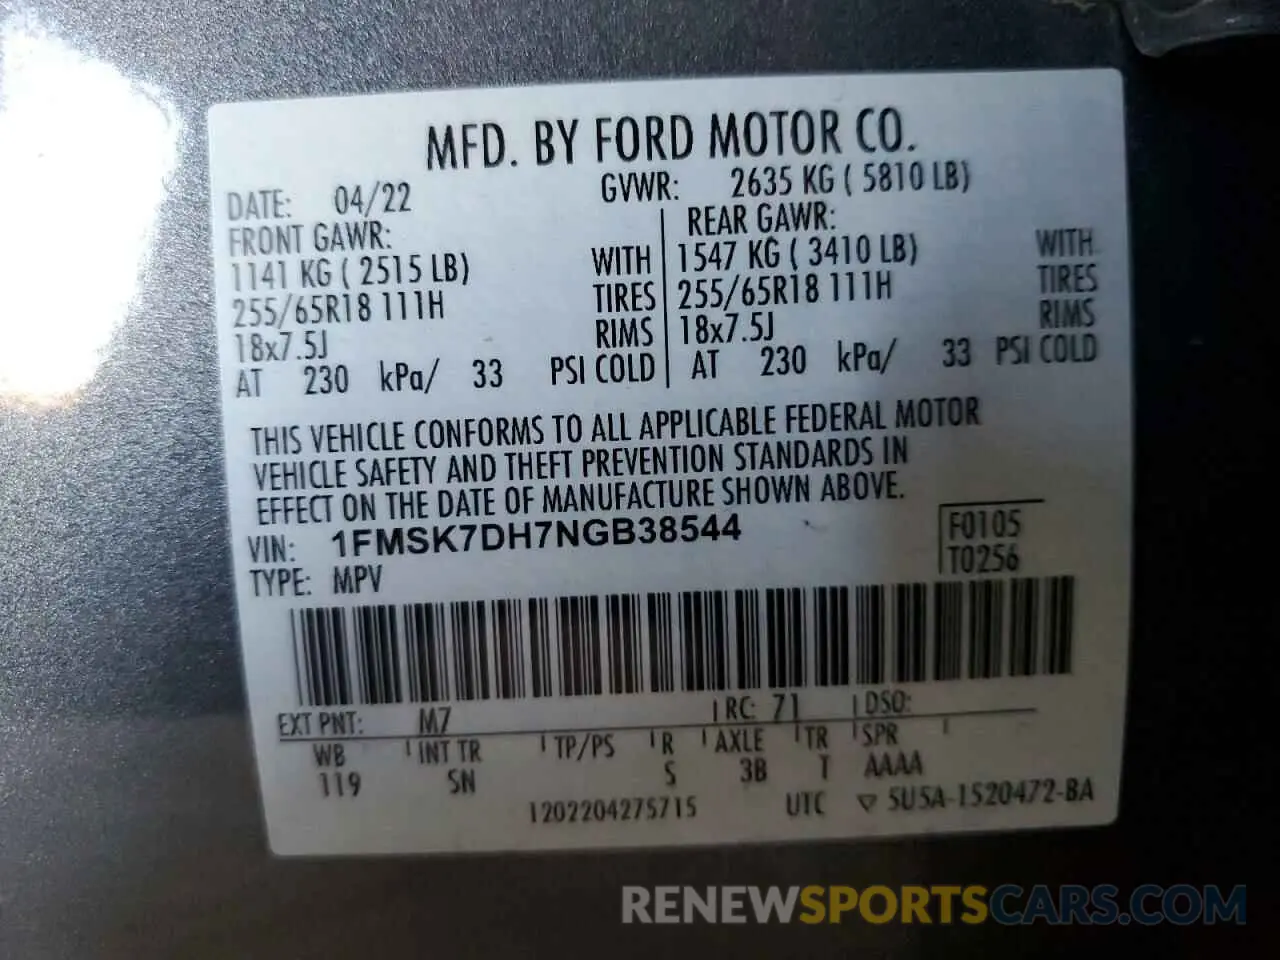 MFD. BY FORD MOTOR CO.
DATE: 04/22 GVWR: 2635 KG ( 5810 LB)
FRONT GAWR: REAR GAWR:
1141 KG ( 2515 LB) WITH 1547 KG ( 3410 LB) WITH
255/65R18 111H TIRES 255/65R18 111H TIRES
18x7.5J RIMS 18x7.5J RIMS
AT 230 kPa/ 33 PSI COLD AT 230 kPa/ 33 PSI COLD
THIS VEHICLE CONFORMS TO ALL APPLICABLE FEDERAL MOTOR
VEHICLE SAFETY AND THEFT PREVENTION STANDARDS IN
EFFECT ON THE DATE OF MANUFACTURE SHOWN ABOVE.
VIN: 1FMSK7DH7NGB38544 F0105
TYPE: MPV T0256
EXT PNT: M7 RC: 71 DSO:
WB INT TR TP/PS R AXLE TR SPR
119 SN S 3B T AAAA
1202204275715 UTC ▽ 5U5A-1520472-BA
RENEWSPORTSCARS.COM